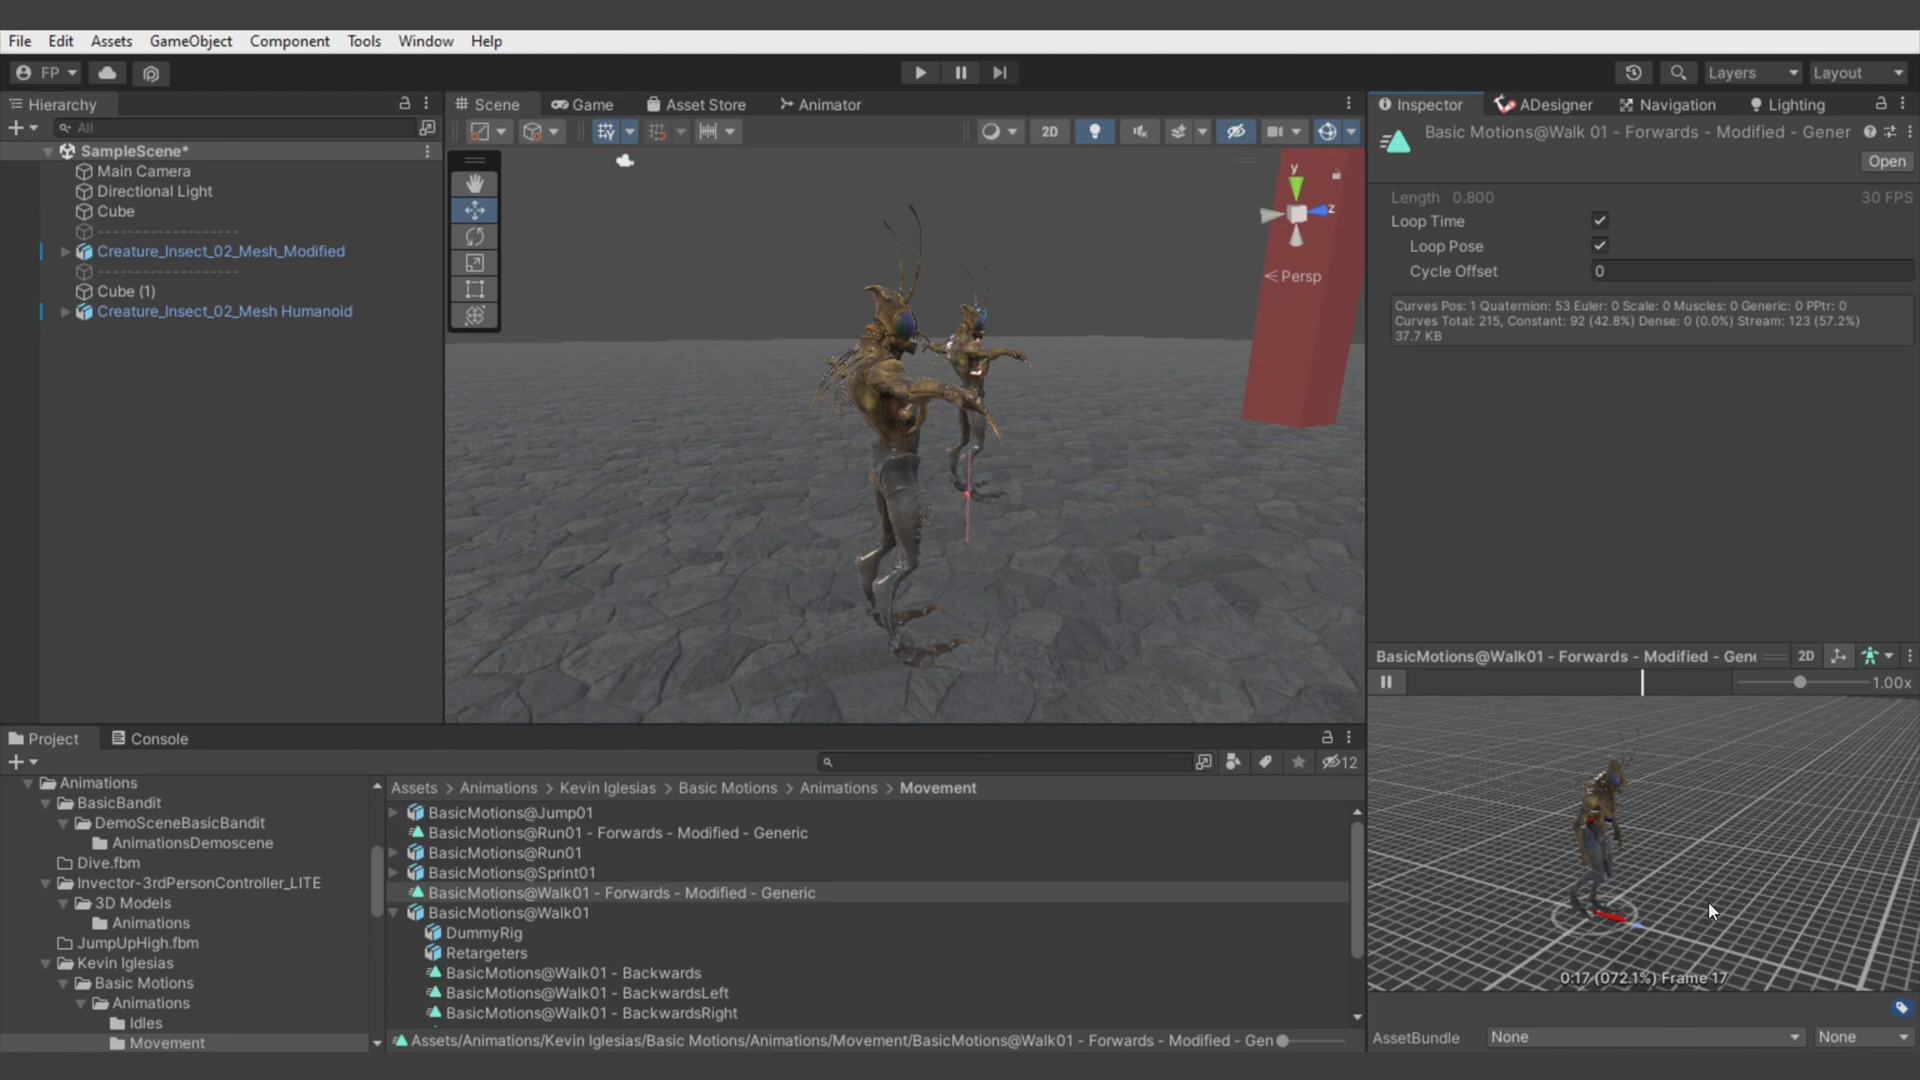 File Edit Assets GameObject Component Tools Window Help
FP Layers Layout
Hierarchy
All
SampleScene*
Main Camera
Directional Light
Cube
--------------------
Creature_Insect_02_Mesh_Modified
--------------------
Cube (1)
Creature_Insect_02_Mesh Humanoid
Scene Game Asset Store Animator
2D
y
z
Persp
Inspector ADesigner Navigation Lighting
Basic Motions@Walk 01 - Forwards - Modified - Gener
Open
Length 0.800 30 FPS
Loop Time
Loop Pose
Cycle Offset 0
Curves Pos: 1 Quaternion: 53 Euler: 0 Scale: 0 Muscles: 0 Generic: 0 PPtr: 0
Curves Total: 215, Constant: 92 (42.8%) Dense: 0 (0.0%) Stream: 123 (57.2%)
37.7 KB
BasicMotions@Walk01 - Forwards - Modified - Gene 2D
1.00x
0:17 (072.1%) Frame 17
AssetBundle None None
Project Console
12
Animations
BasicBandit
DemoSceneBasicBandit
AnimationsDemoscene
Dive.fbm
Invector-3rdPersonController_LITE
3D Models
Animations
JumpUpHigh.fbm
Kevin Iglesias
Basic Motions
Animations
Idles
Movement
Assets > Animations > Kevin Iglesias > Basic Motions > Animations > Movement
BasicMotions@Jump01
BasicMotions@Run01 - Forwards - Modified - Generic
BasicMotions@Run01
BasicMotions@Sprint01
BasicMotions@Walk01 - Forwards - Modified - Generic
BasicMotions@Walk01
DummyRig
Retargeters
BasicMotions@Walk01 - Backwards
BasicMotions@Walk01 - BackwardsLeft
BasicMotions@Walk01 - BackwardsRight
Assets/Animations/Kevin Iglesias/Basic Motions/Animations/Movement/BasicMotions@Walk01 - Forwards - Modified - Gen